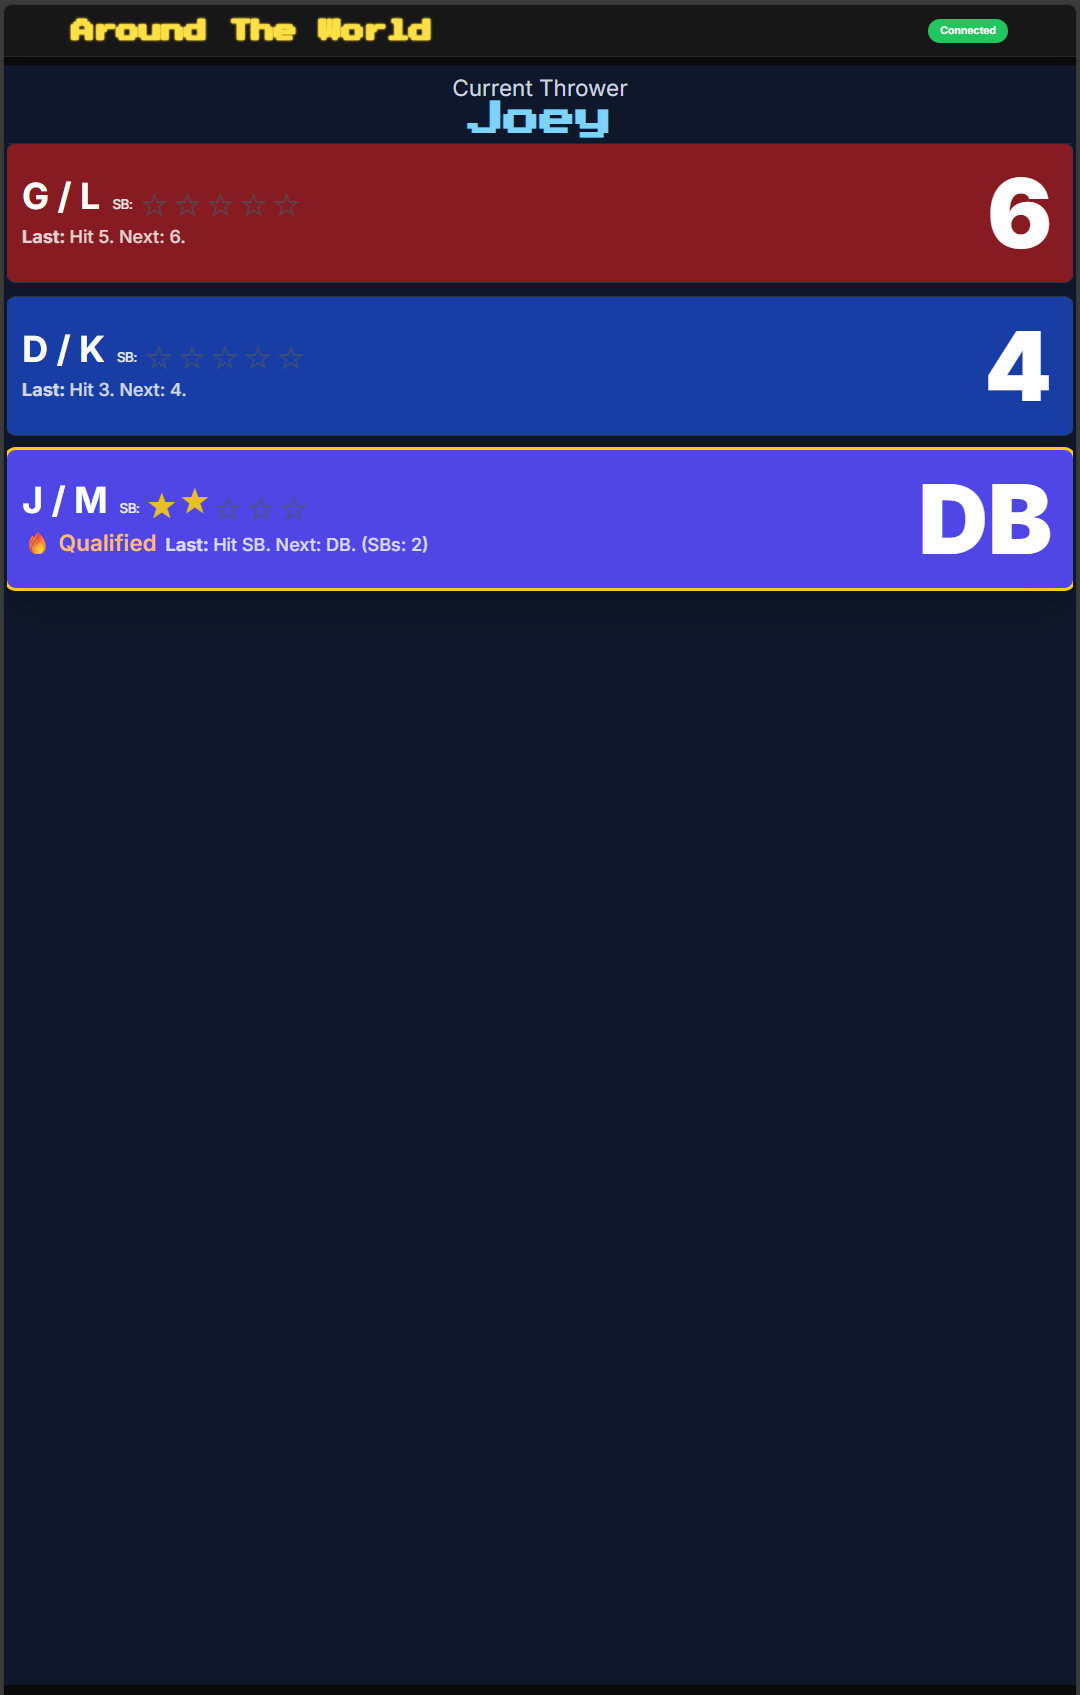 Around The World
Connected
Current Thrower
Joey
G / L SB: ☆ ☆ ☆ ☆ ☆
Last: Hit 5. Next: 6.
6
D / K SB: ☆ ☆ ☆ ☆ ☆
Last: Hit 3. Next: 4.
4
J / M SB: ★ ★ ☆ ☆ ☆
🔥 Qualified Last: Hit SB. Next: DB. (SBs: 2)
DB